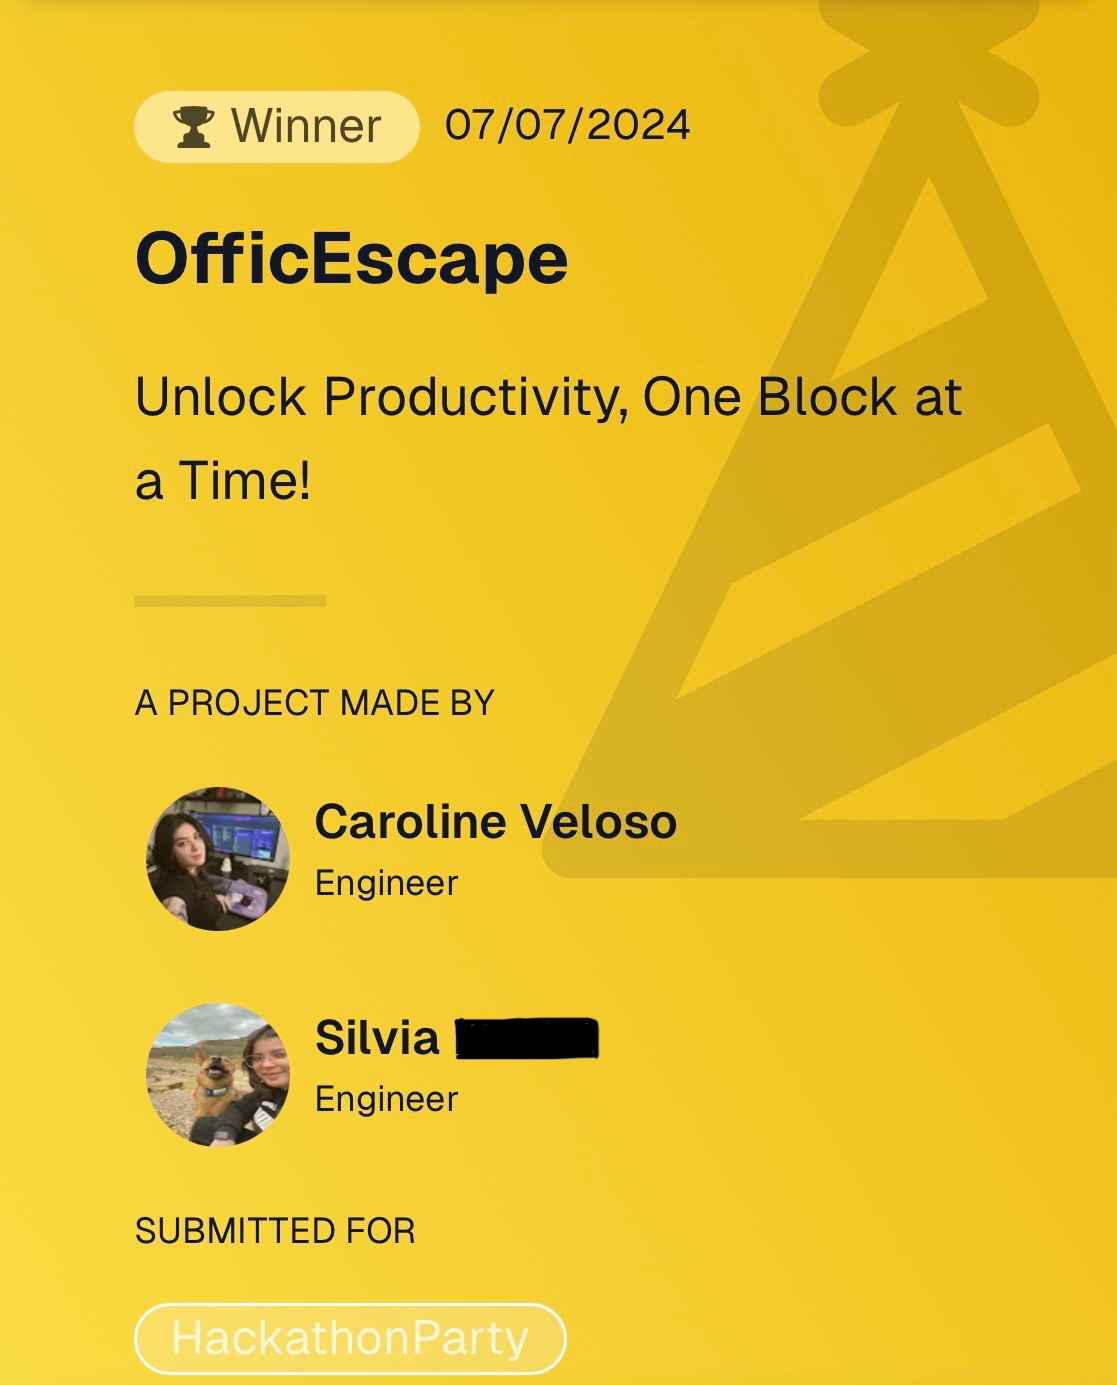 Winner 07/07/2024
OfficEscape
Unlock Productivity, One Block at
a Time!
A PROJECT MADE BY
Caroline Veloso
Engineer
Silvia
Engineer
SUBMITTED FOR
HackathonParty